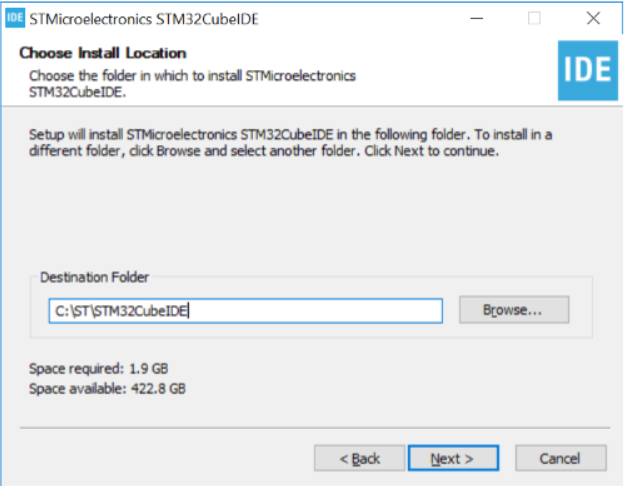 IDE STMicroelectronics STM32CubeIDE
Choose Install Location
Choose the folder in which to install STMicroelectronics
STM32CubeIDE.
IDE
Setup will install STMicroelectronics STM32CubeIDE in the following folder. To install in a
different folder, click Browse and select another folder. Click Next to continue.
Destination Folder
C:\ST\STM32CubeIDE
Browse...
Space required: 1.9 GB
Space available: 422.8 GB
< Back
Next >
Cancel